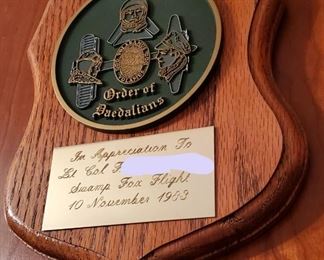 Order of
Daedalians
In Appreciation To
Lt Col F
Swamp Fox Flight
10 November 1983